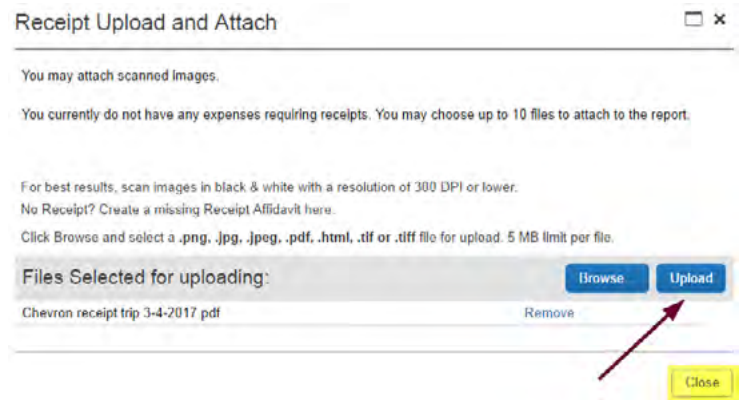 Receipt Upload and Attach
You may attach scanned images.
You currently do not have any expenses requiring receipts. You may choose up to 10 files to attach to the report.
For best results, scan images in black & white with a resolution of 300 DPI or lower.
No Receipt? Create a missing Receipt Affidavit here.
Click Browse and select a .png, .jpg, .jpeg, .pdf, .html, .tif or .tiff file for upload. 5 MB limit per file.
Files Selected for uploading: Browse... Upload
Chevron receipt trip 3-4-2017 pdf Remove
Close